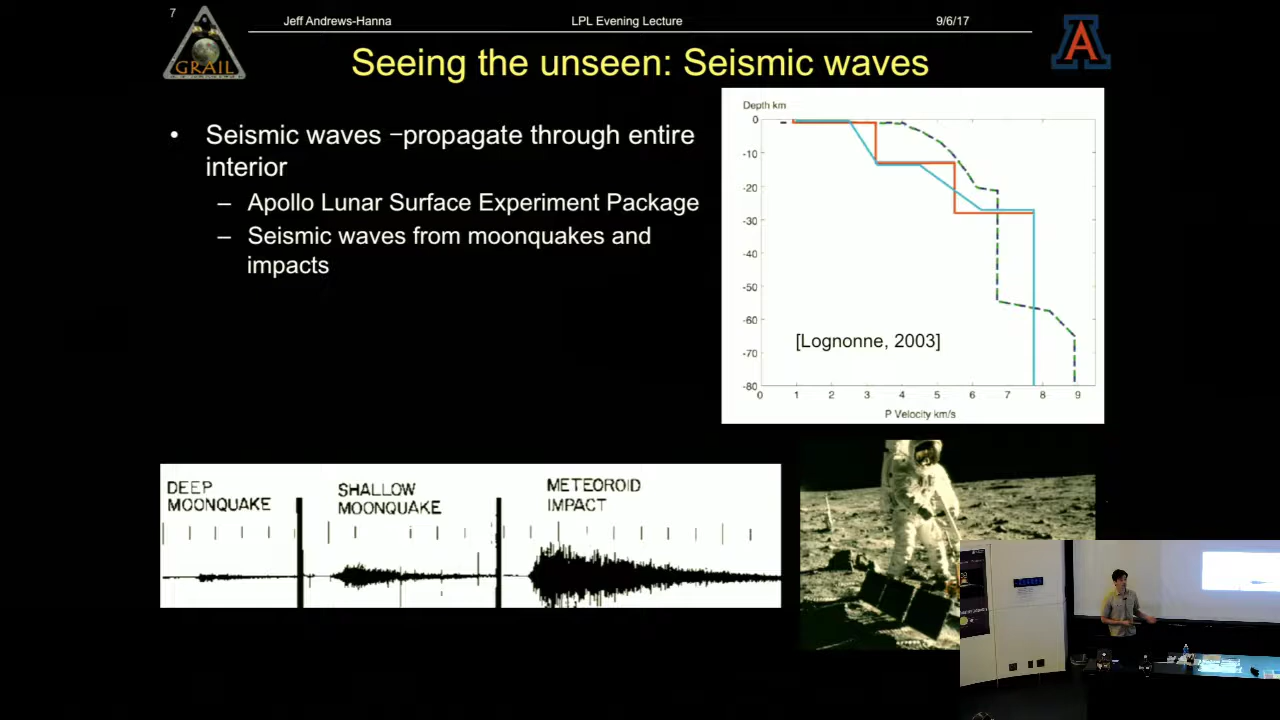 7
Jeff Andrews-Hanna LPL Evening Lecture 9/6/17
GRAIL
A
Seeing the unseen: Seismic waves
• Seismic waves –propagate through entire
interior
– Apollo Lunar Surface Experiment Package
– Seismic waves from moonquakes and
impacts
Depth km
0
-10
-20
-30
-40
-50
-60
-70
-80
[Lognonne, 2003]
0 1 2 3 4 5 6 7 8 9
P Velocity km/s
DEEP
MOONQUAKE
SHALLOW
MOONQUAKE
METEOROID
IMPACT